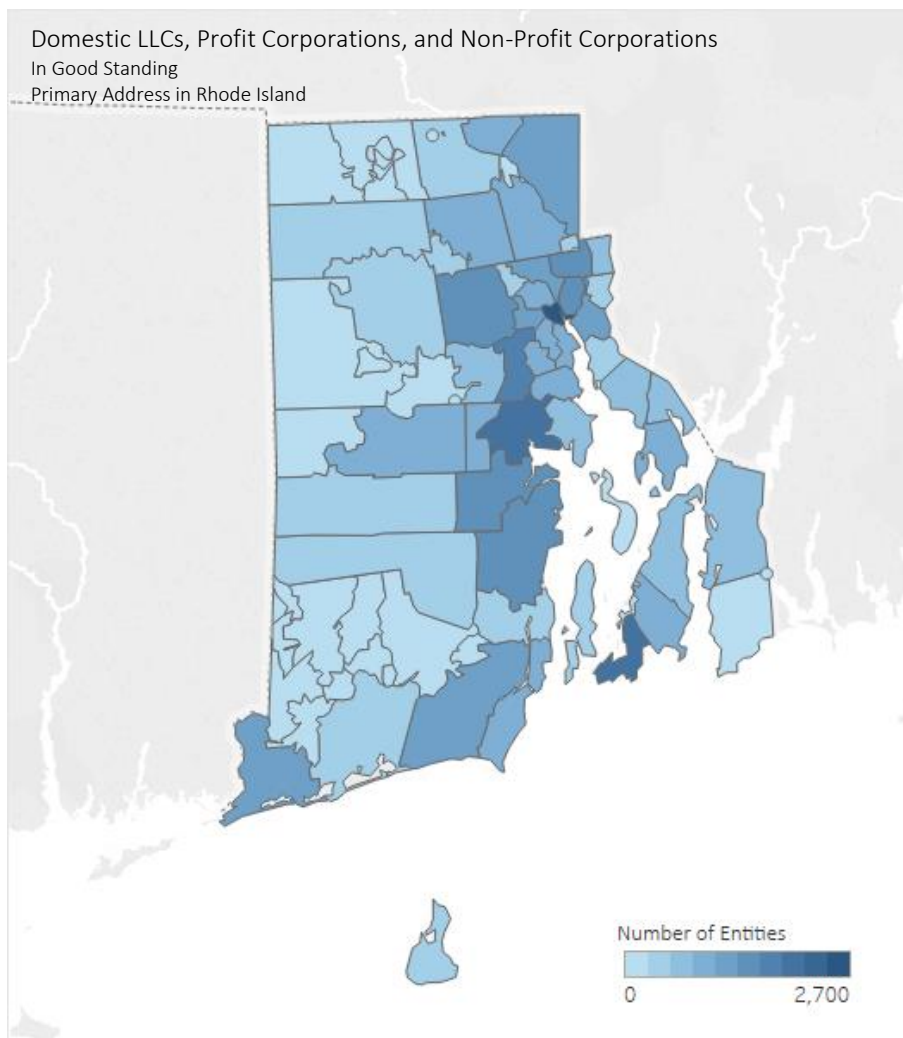 Domestic LLCs, Profit Corporations, and Non-Profit Corporations
In Good Standing
Primary Address in Rhode Island
Number of Entities
0 2,700